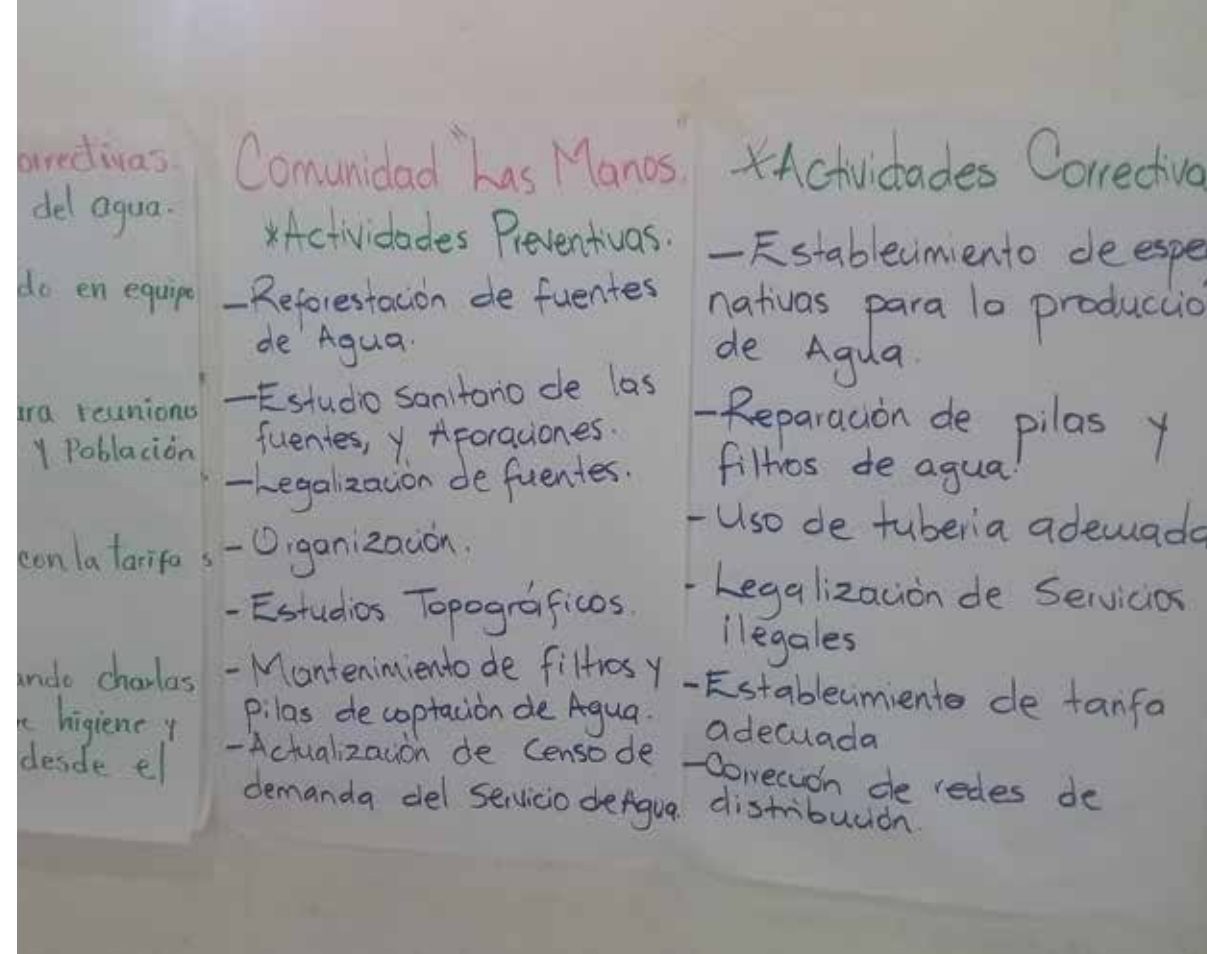 orrectivas.
del agua.
do en equipo
ara reuniones
y Población
con la tarifa s
ando charlas
e higiene y
desde el
Comunidad "Las Manos."
*Actividades Preventivas.
-Reforestación de fuentes
de Agua.
-Estudio Sanitario de las
fuentes, y Aforaciones.
-Legalización de fuentes.
-Organización.
-Estudios Topográficos.
-Mantenimiento de filtros y
Pilas de captación de Agua.
-Actualización de Censo de
demanda del Servicio de Agua.
*Actividades Correctiva
-Establecimiento de espe
nativas para la producció
de Agua.
-Reparación de pilas y
filtros de agua.
-Uso de tuberia adecuada
-Legalización de Servicios
ilegales
-Establecimiento de tarifa
adecuada
-Corrección de redes de
distribución.